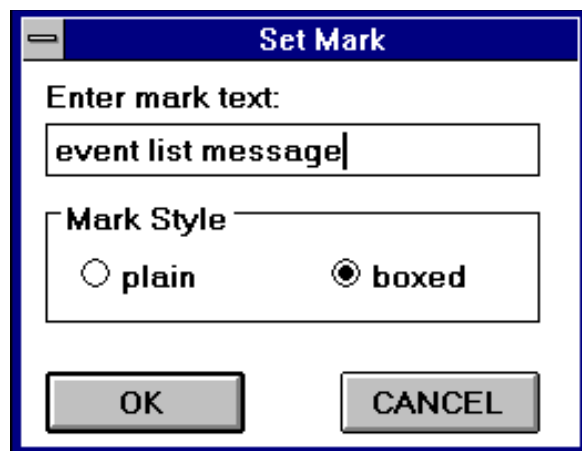 Set Mark
Enter mark text:
event list message
Mark Style
plain boxed
OK CANCEL